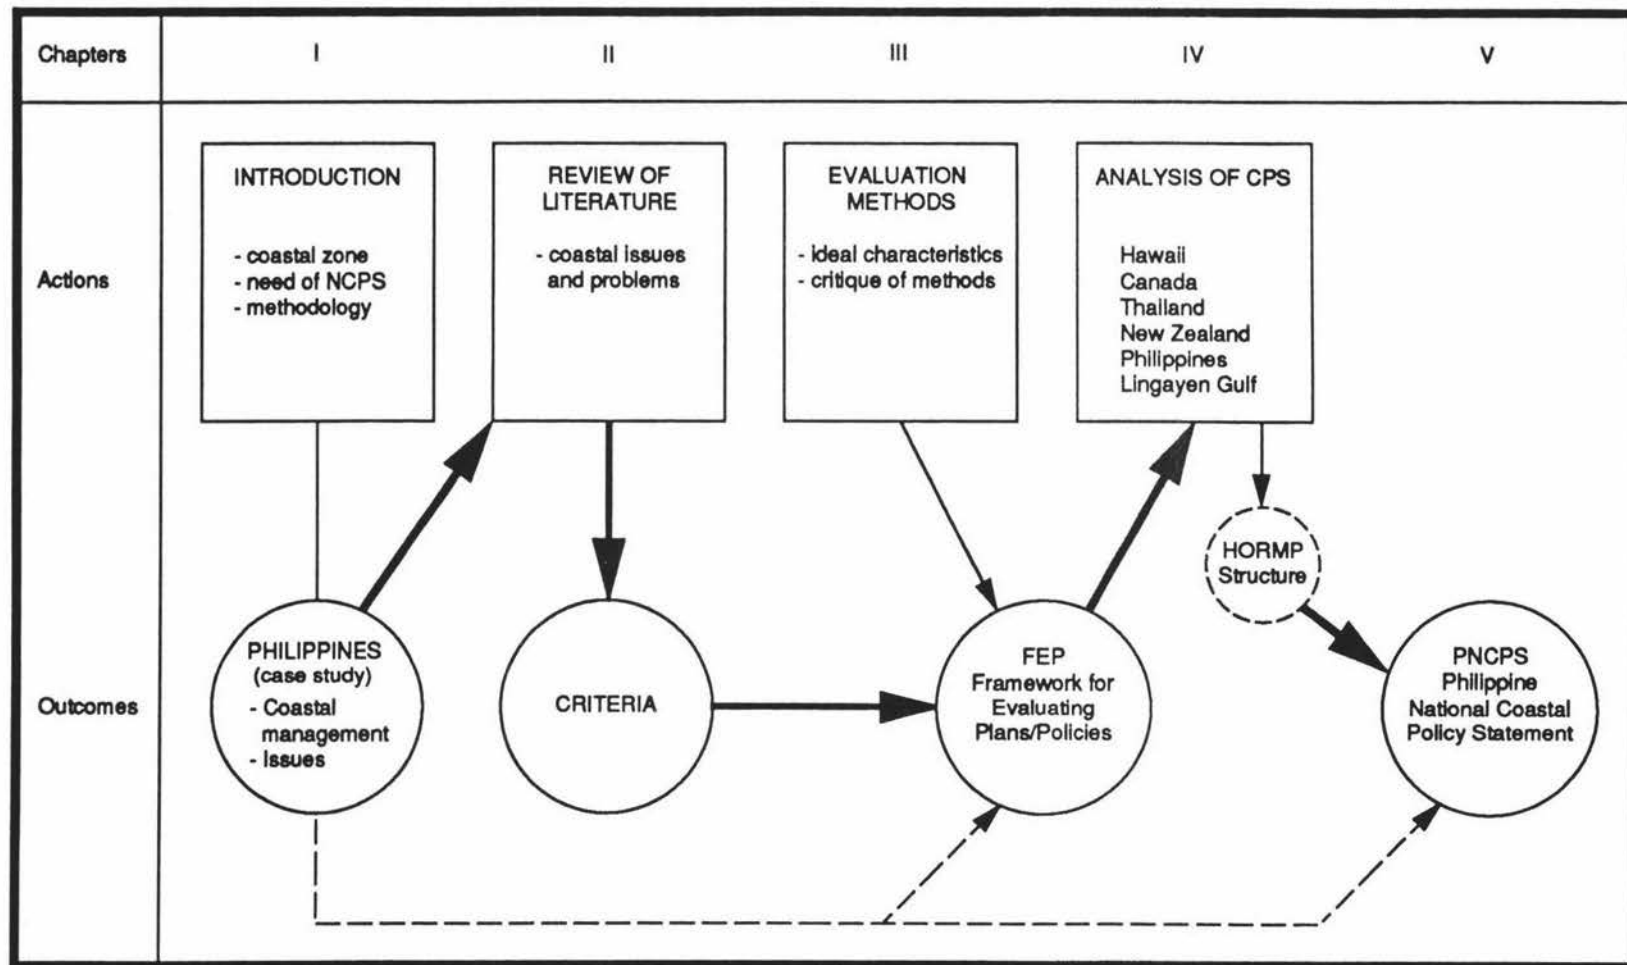 Chapters
I
II
III
IV
V
Actions
INTRODUCTION
- coastal zone
- need of NCPS
- methodology
REVIEW OF
LITERATURE
- coastal issues
and problems
EVALUATION
METHODS
- ideal characteristics
- critique of methods
ANALYSIS OF CPS
Hawaii
Canada
Thailand
New Zealand
Philippines
Lingayen Gulf
HORMP
Structure
Outcomes
PHILIPPINES
(case study)
- Coastal
management
- Issues
CRITERIA
FEP
Framework for
Evaluating
Plans/Policies
PNCPS
Philippine
National Coastal
Policy Statement